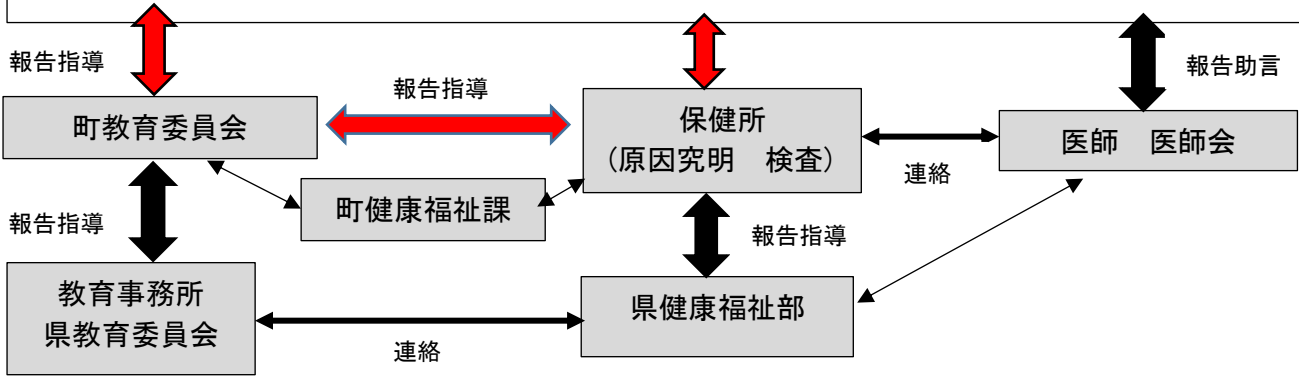 報告指導
報告助言
報告指導
町教育委員会
保健所
（原因究明　検査）
医師　医師会
連絡
町健康福祉課
報告指導
報告指導
教育事務所
県教育委員会
県健康福祉部
連絡